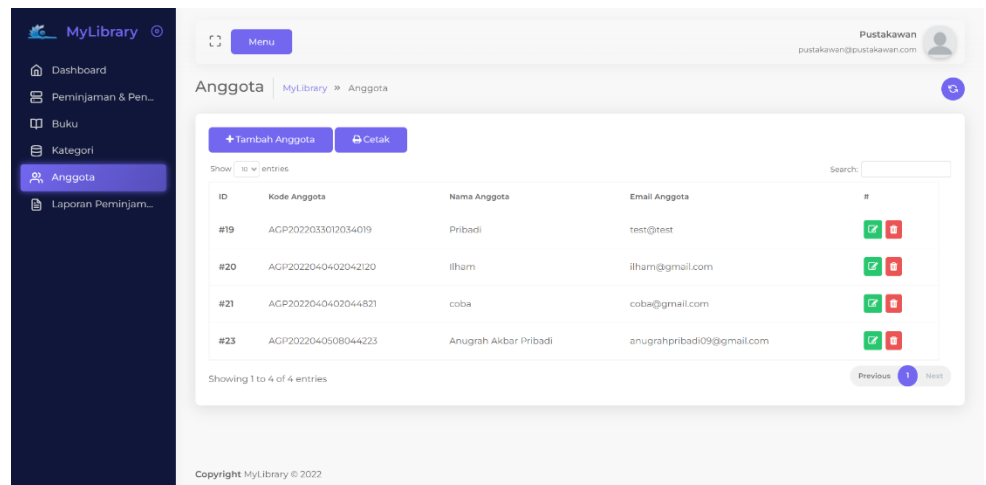 MyLibrary
Dashboard
Peminjaman & Pen...
Buku
Kategori
Anggota
Laporan Peminjam...
Menu
Pustakawan
pustakawan@pustakawan.com
Anggota MyLibrary » Anggota
+Tambah Anggota Cetak
Show 10 entries Search:
ID Kode Anggota Nama Anggota Email Anggota #
#19 AGP2022033012034019 Pribadi test@test
#20 AGP2022040402042120 Ilham ilham@gmail.com
#21 AGP2022040402044821 coba coba@gmail.com
#23 AGP2022040508044223 Anugrah Akbar Pribadi anugrahpribadi09@gmail.com
Showing 1 to 4 of 4 entries Previous 1 Next
Copyright MyLibrary © 2022